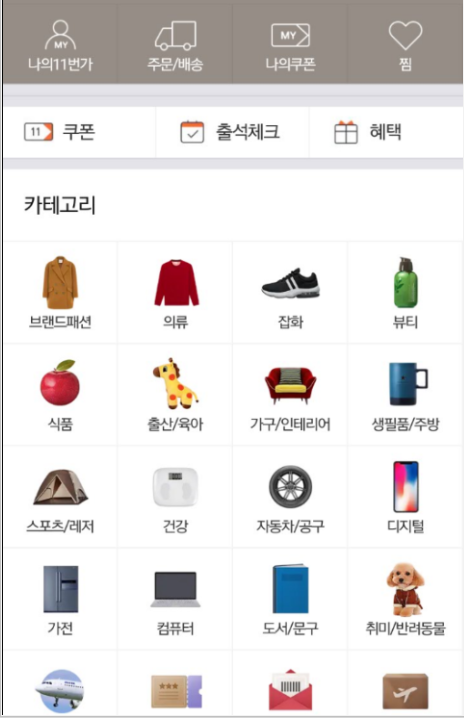 MY
MY
나의11번가
주문/배송
나의쿠폰
찜
11
쿠폰
출석체크
혜택
카테고리
브랜드패션
의류
잡화
뷰티
식품
출산/육아
가구/인테리어
생필품/주방
스포츠/레저
건강
자동차/공구
디지털
가전
컴퓨터
도서/문구
취미/반려동물